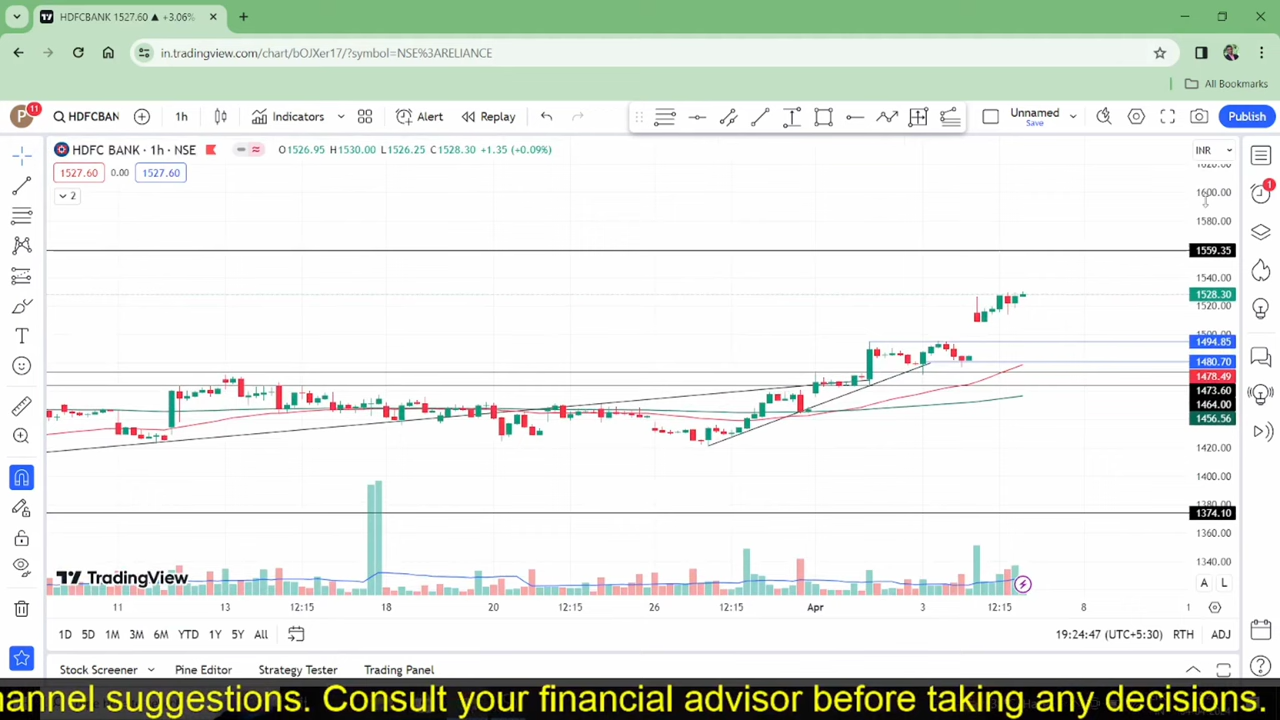 HDFCBANK 1527.60 ▲ +3.06%
in.tradingview.com/chart/bOJXer17/?symbol=NSE%3ARELIANCE
All Bookmarks
P 11 HDFCBAN 1h Indicators Alert Replay Unnamed Save Publish
HDFC BANK · 1h · NSE O1526.95 H1530.00 L1526.25 C1528.30 +1.35 (+0.09%) INR
1527.60 0.00 1527.60
2
1
1600.00
1580.00
1559.35
1540.00
1528.30
1520.00
1494.85
1480.70
1478.49
1473.60
1464.00
1456.56
1420.00
1400.00
1374.10
1360.00
1340.00
TradingView
A L
11 13 12:15 18 20 12:15 26 12:15 Apr 3 12:15 8 1
1D 5D 1M 3M 6M YTD 1Y 5Y All 19:24:47 (UTC+5:30) RTH ADJ
Stock Screener Pine Editor Strategy Tester Trading Panel
hannel suggestions. Consult your financial advisor before taking any decisions.